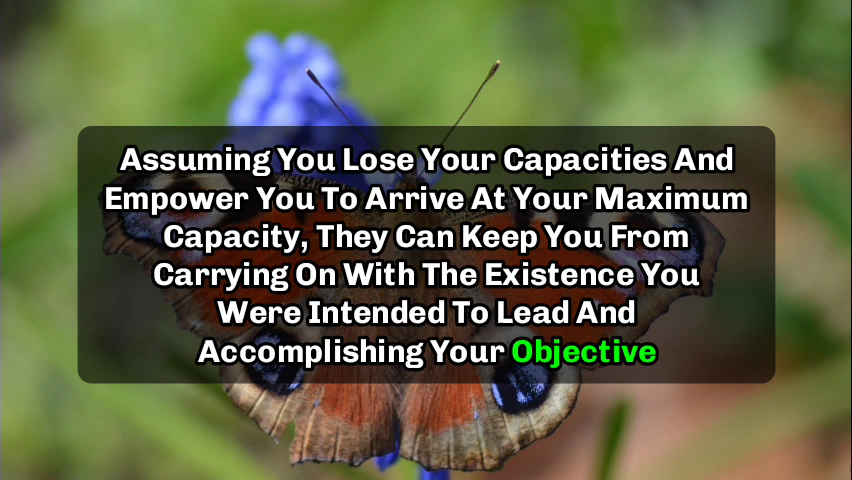 Assuming You Lose Your Capacities And
Empower You To Arrive At Your Maximum
Capacity, They Can Keep You From
Carrying On With The Existence You
Were Intended To Lead And
Accomplishing Your Objective